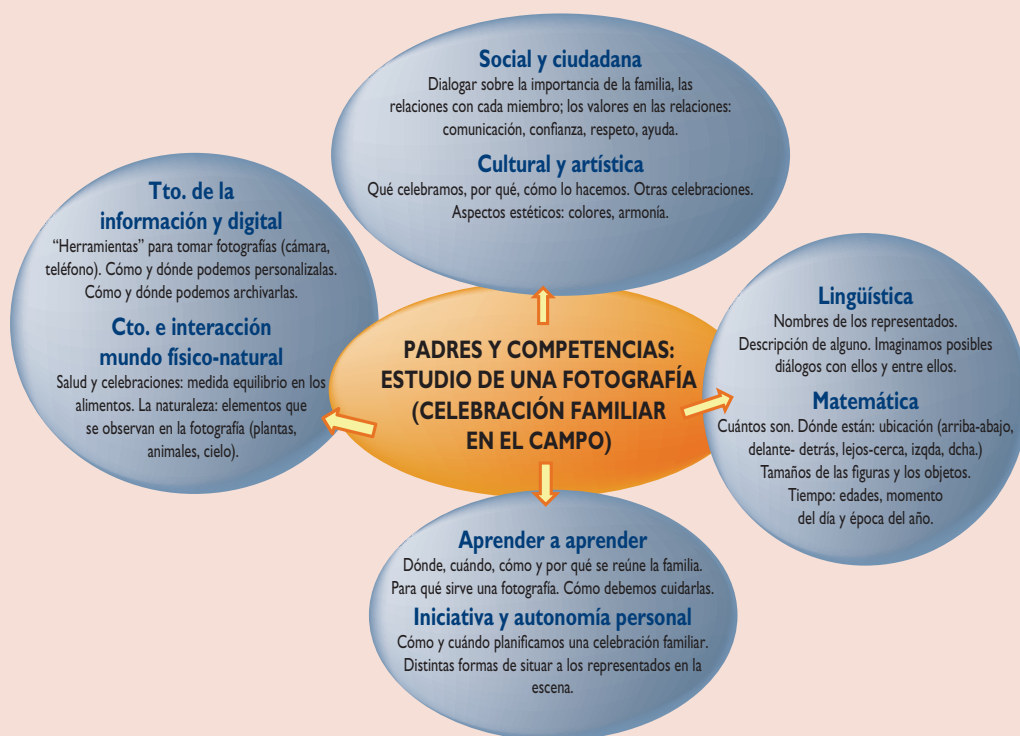 Social y ciudadana
Dialogar sobre la importancia de la familia, las
relaciones con cada miembro; los valores en las relaciones:
comunicación, confianza, respeto, ayuda.
Cultural y artística
Qué celebramos, por qué, cómo lo hacemos. Otras celebraciones.
Aspectos estéticos: colores, armonía.
Tto. de la
información y digital
“Herramientas” para tomar fotografías (cámara,
teléfono). Cómo y dónde podemos personalizalas.
Cómo y dónde podemos archivarlas.
Cto. e interacción
mundo físico-natural
Salud y celebraciones: medida equilibrio en los
alimentos. La naturaleza: elementos que
se observan en la fotografía (plantas,
animales, cielo).
PADRES Y COMPETENCIAS:
ESTUDIO DE UNA FOTOGRAFÍA
(CELEBRACIÓN FAMILIAR
EN EL CAMPO)
Lingüística
Nombres de los representados.
Descripción de alguno. Imaginamos posibles
diálogos con ellos y entre ellos.
Matemática
Cuántos son. Dónde están: ubicación (arriba-abajo,
delante- detrás, lejos-cerca, izqda, dcha.)
Tamaños de las figuras y los objetos.
Tiempo: edades, momento
del día y época del año.
Aprender a aprender
Dónde, cuándo, cómo y por qué se reúne la familia.
Para qué sirve una fotografía. Cómo debemos cuidarlas.
Iniciativa y autonomía personal
Cómo y cuándo planificamos una celebración familiar.
Distintas formas de situar a los representados en la
escena.